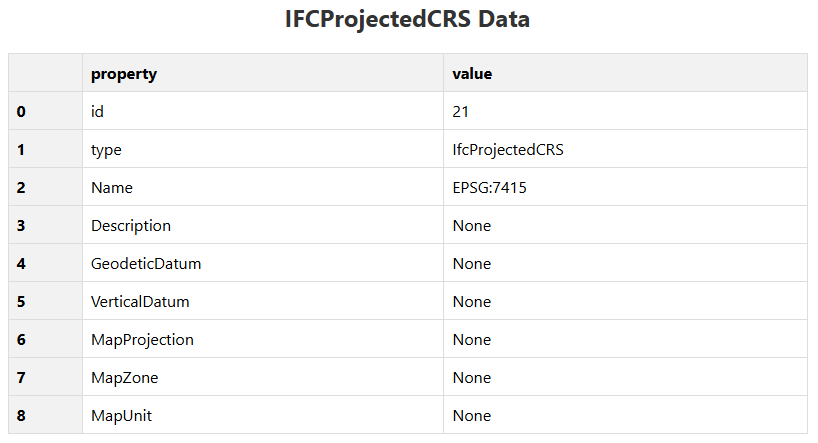 IFCProjectedCRS Data
property value
0 id 21
1 type IfcProjectedCRS
2 Name EPSG:7415
3 Description None
4 GeodeticDatum None
5 VerticalDatum None
6 MapProjection None
7 MapZone None
8 MapUnit None